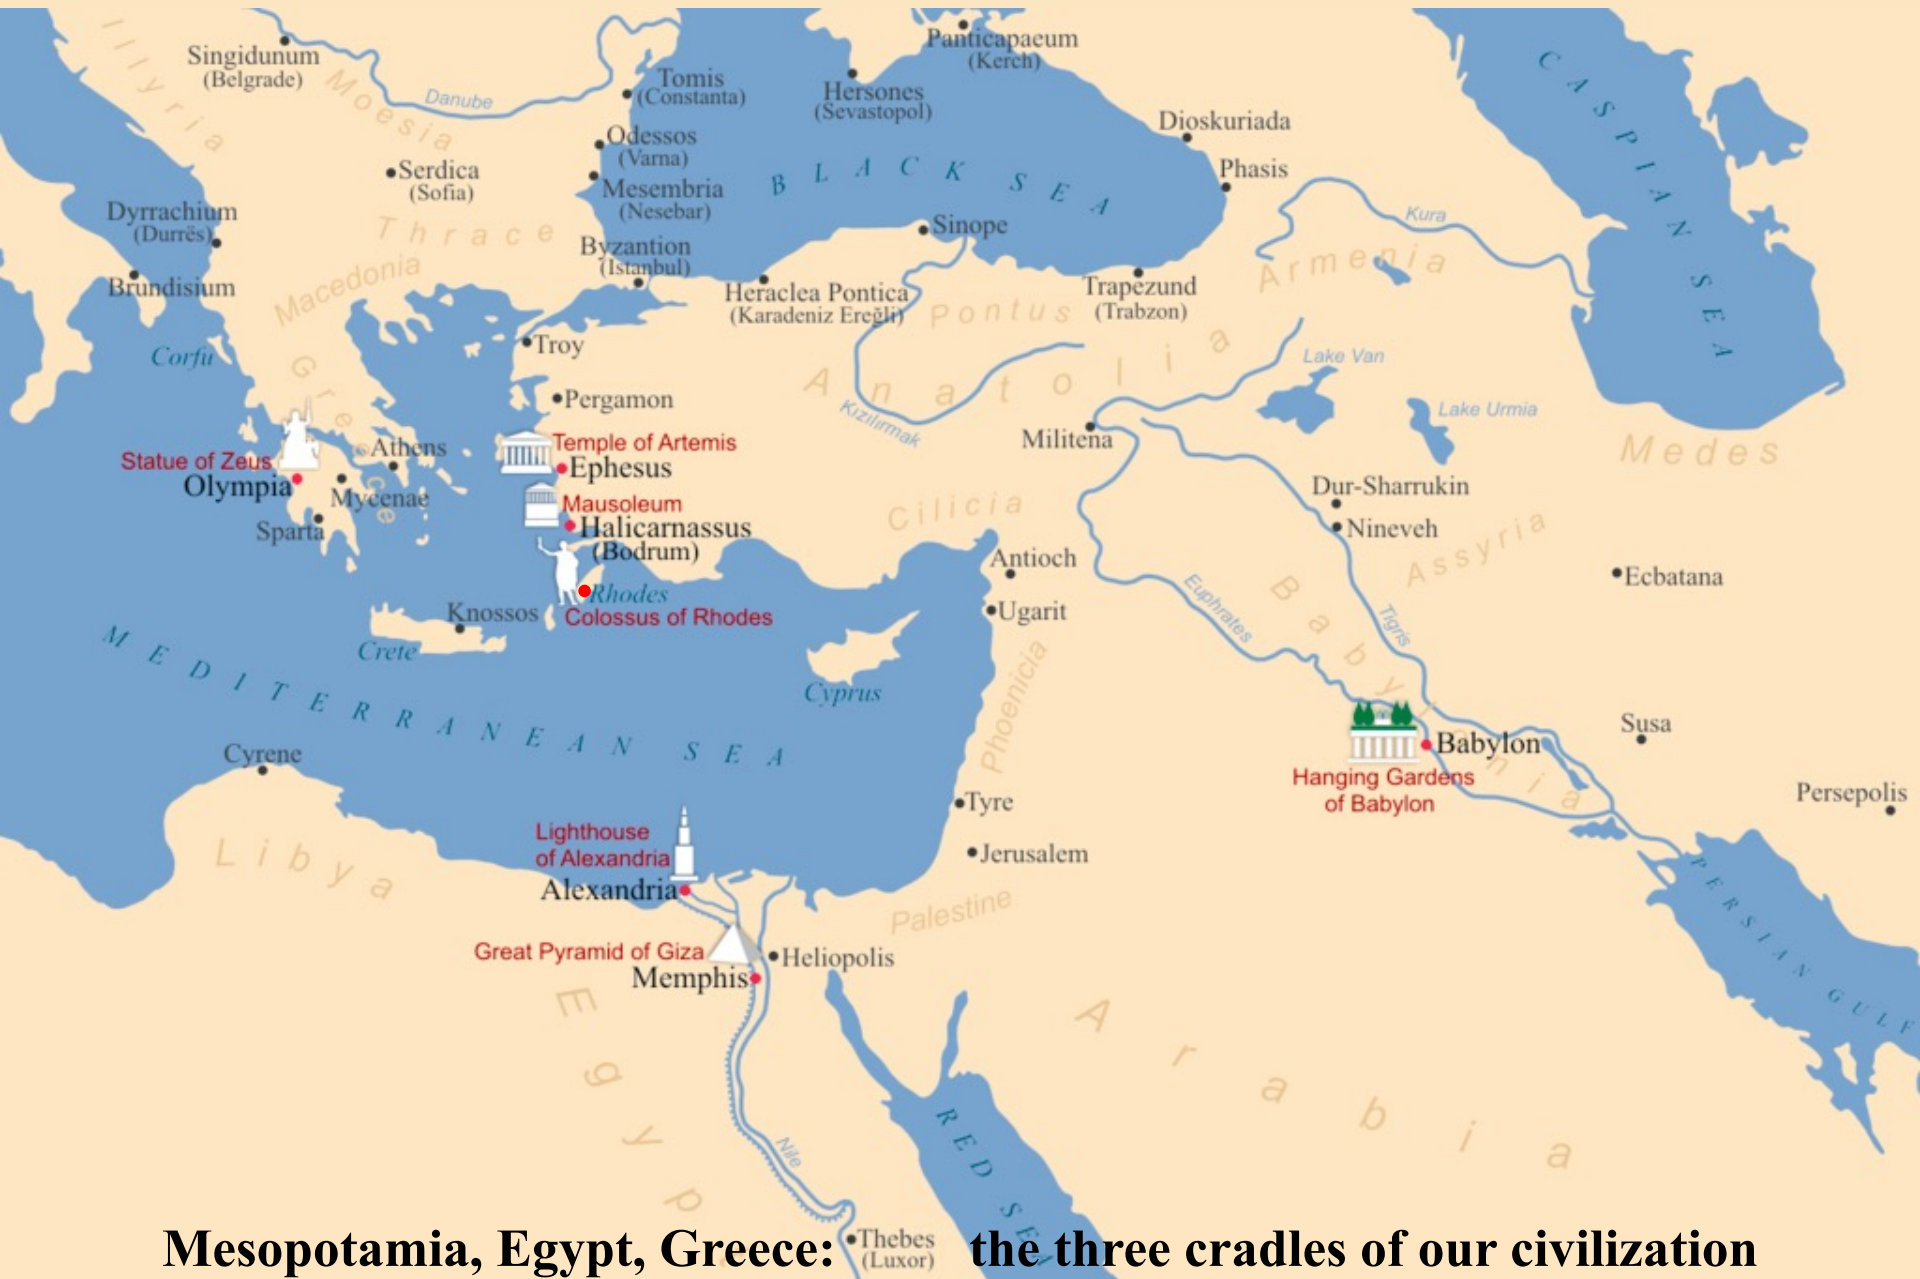 Illyria
Singidunum
(Belgrade)
Moesia
Danube
Tomis
(Constanta)
Panticapaeum
(Kerch)
Hersones
(Sevastopol)
Dioskuriada
Phasis
CASPIAN SEA
Odessos
(Varna)
Serdica
(Sofia)
Mesembria
(Nesebar)
BLACK SEA
Dyrrachium
(Durrës)
Thrace
Byzantion
(Istanbul)
Sinope
Kura
Armenia
Brundisium
Macedonia
Heraclea Pontica
(Karadeniz Ereğli)
Pontus
Trapezund
(Trabzon)
Corfu
Greece
Troy
Anatolia
Lake Van
Pergamon
Kızılırmak
Lake Urmia
Militena
Medes
Athens
Temple of Artemis
Ephesus
Statue of Zeus
Olympia
Mycenae
Sparta
Mausoleum
Halicarnassus
(Bodrum)
Cilicia
Dur-Sharrukin
Nineveh
Assyria
Antioch
Ecbatana
Rhodes
Colossus of Rhodes
Knossos
Crete
Ugarit
Euphrates
Tigris
Babylonia
MEDITERRANEAN SEA
Cyprus
Phoenicia
Cyrene
Babylon
Hanging Gardens
of Babylon
Susa
Persepolis
Tyre
Lighthouse
of Alexandria
Alexandria
Jerusalem
Libya
Palestine
PERSIAN GULF
Great Pyramid of Giza
Memphis
Heliopolis
Egypt
Arabia
Nile
RED SEA
Thebes
(Luxor)
Mesopotamia, Egypt, Greece: the three cradles of our civilization